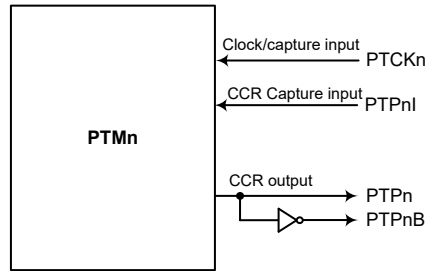 Clock/capture input
PTCKn
CCR Capture input
PTPnI
PTMn
CCR output
PTPn
PTPnB